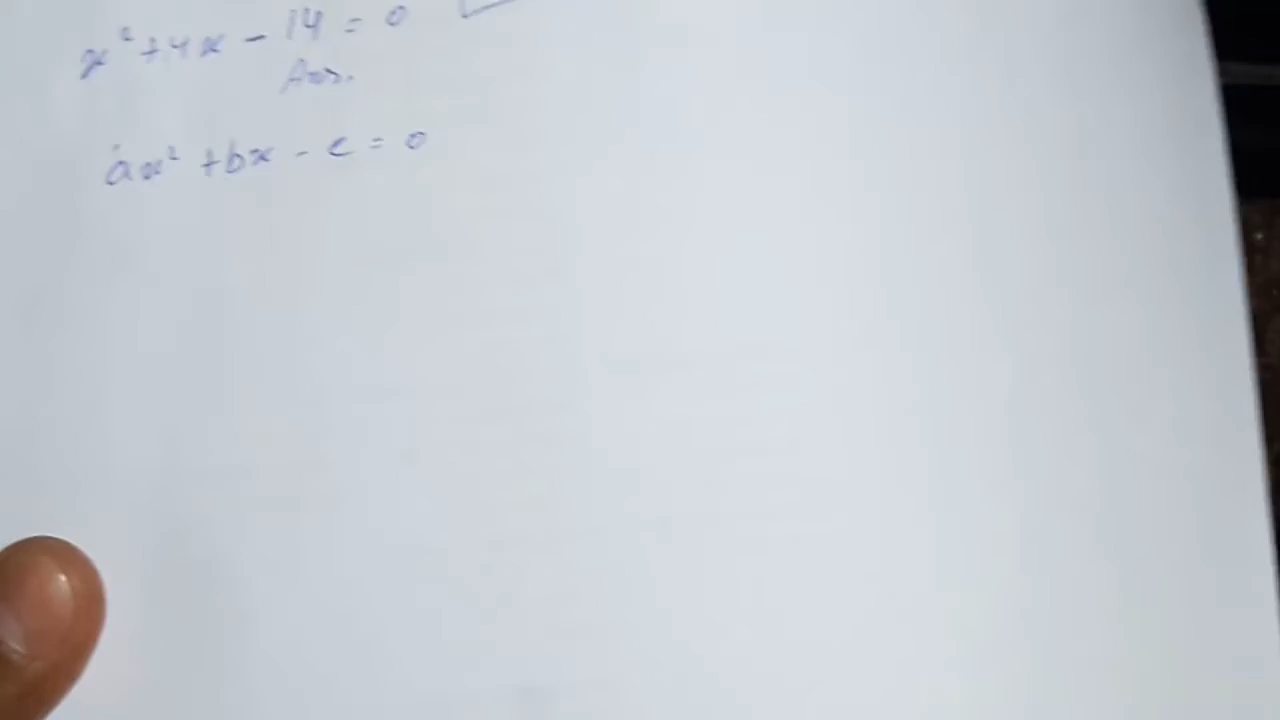 x² + 4x - 14 = 0
Ans.
ax² + bx - c = 0